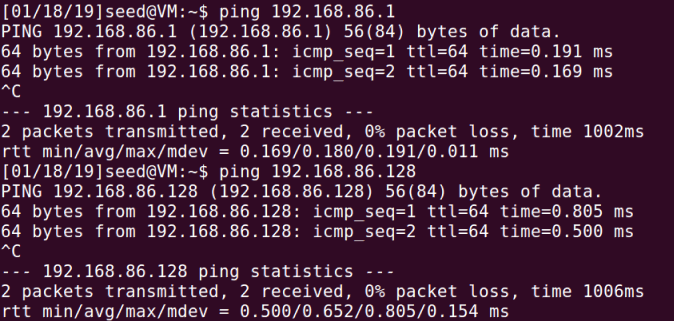 [01/18/19]seed@VM:~$ ping 192.168.86.1
PING 192.168.86.1 (192.168.86.1) 56(84) bytes of data.
64 bytes from 192.168.86.1: icmp_seq=1 ttl=64 time=0.191 ms
64 bytes from 192.168.86.1: icmp_seq=2 ttl=64 time=0.169 ms
^C
--- 192.168.86.1 ping statistics ---
2 packets transmitted, 2 received, 0% packet loss, time 1002ms
rtt min/avg/max/mdev = 0.169/0.180/0.191/0.011 ms
[01/18/19]seed@VM:~$ ping 192.168.86.128
PING 192.168.86.128 (192.168.86.128) 56(84) bytes of data.
64 bytes from 192.168.86.128: icmp_seq=1 ttl=64 time=0.805 ms
64 bytes from 192.168.86.128: icmp_seq=2 ttl=64 time=0.500 ms
^C
--- 192.168.86.128 ping statistics ---
2 packets transmitted, 2 received, 0% packet loss, time 1006ms
rtt min/avg/max/mdev = 0.500/0.652/0.805/0.154 ms